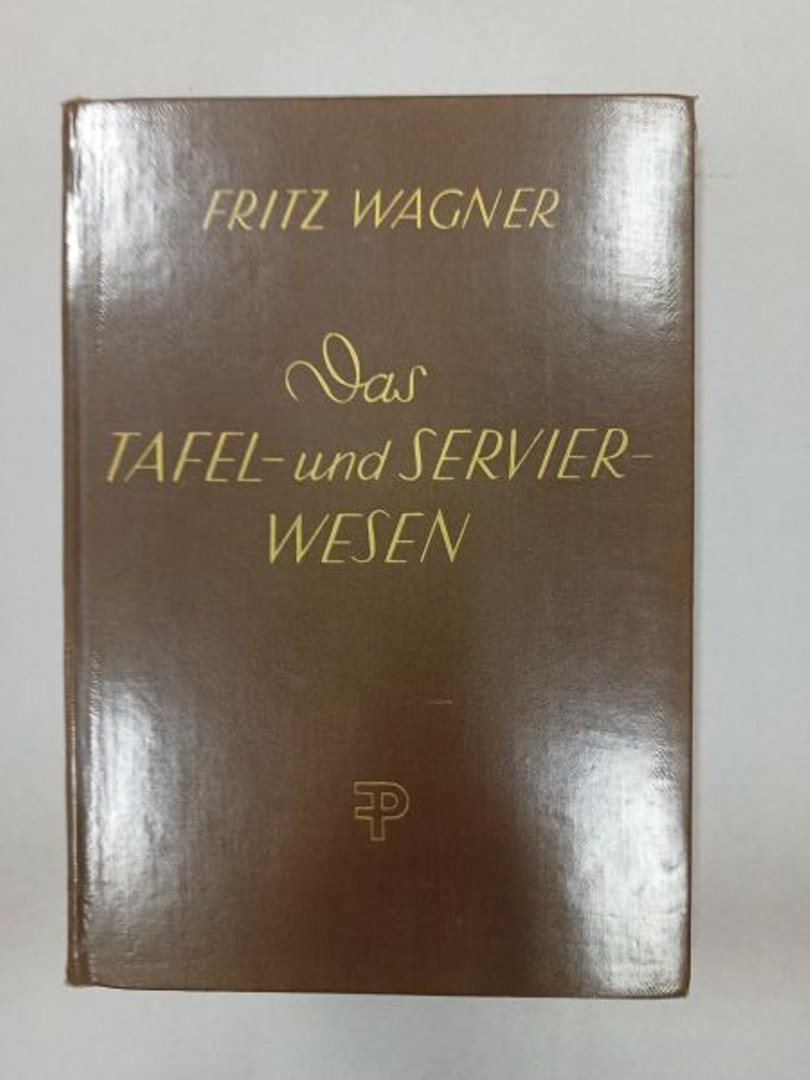 FRITZ WAGNER
Das
TAFEL- und SERVIER-
WESEN